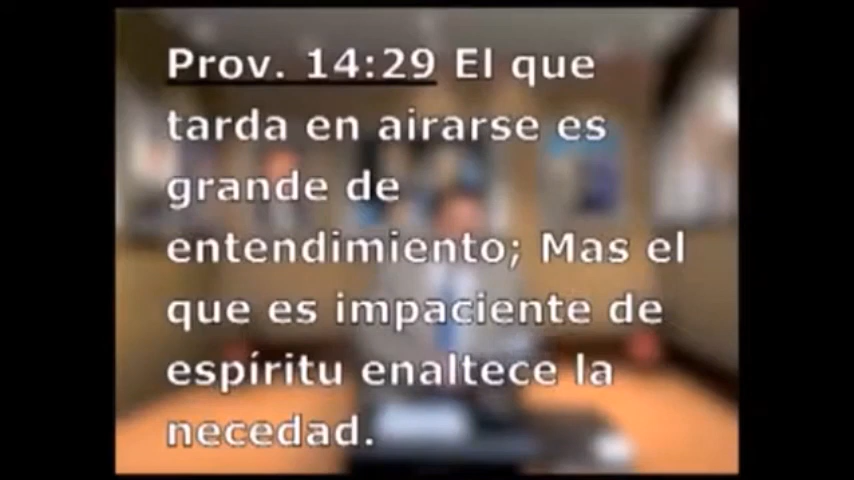 Prov. 14:29 El que
tarda en airarse es
grande de
entendimiento; Mas el
que es impaciente de
espíritu enaltece la
necedad.